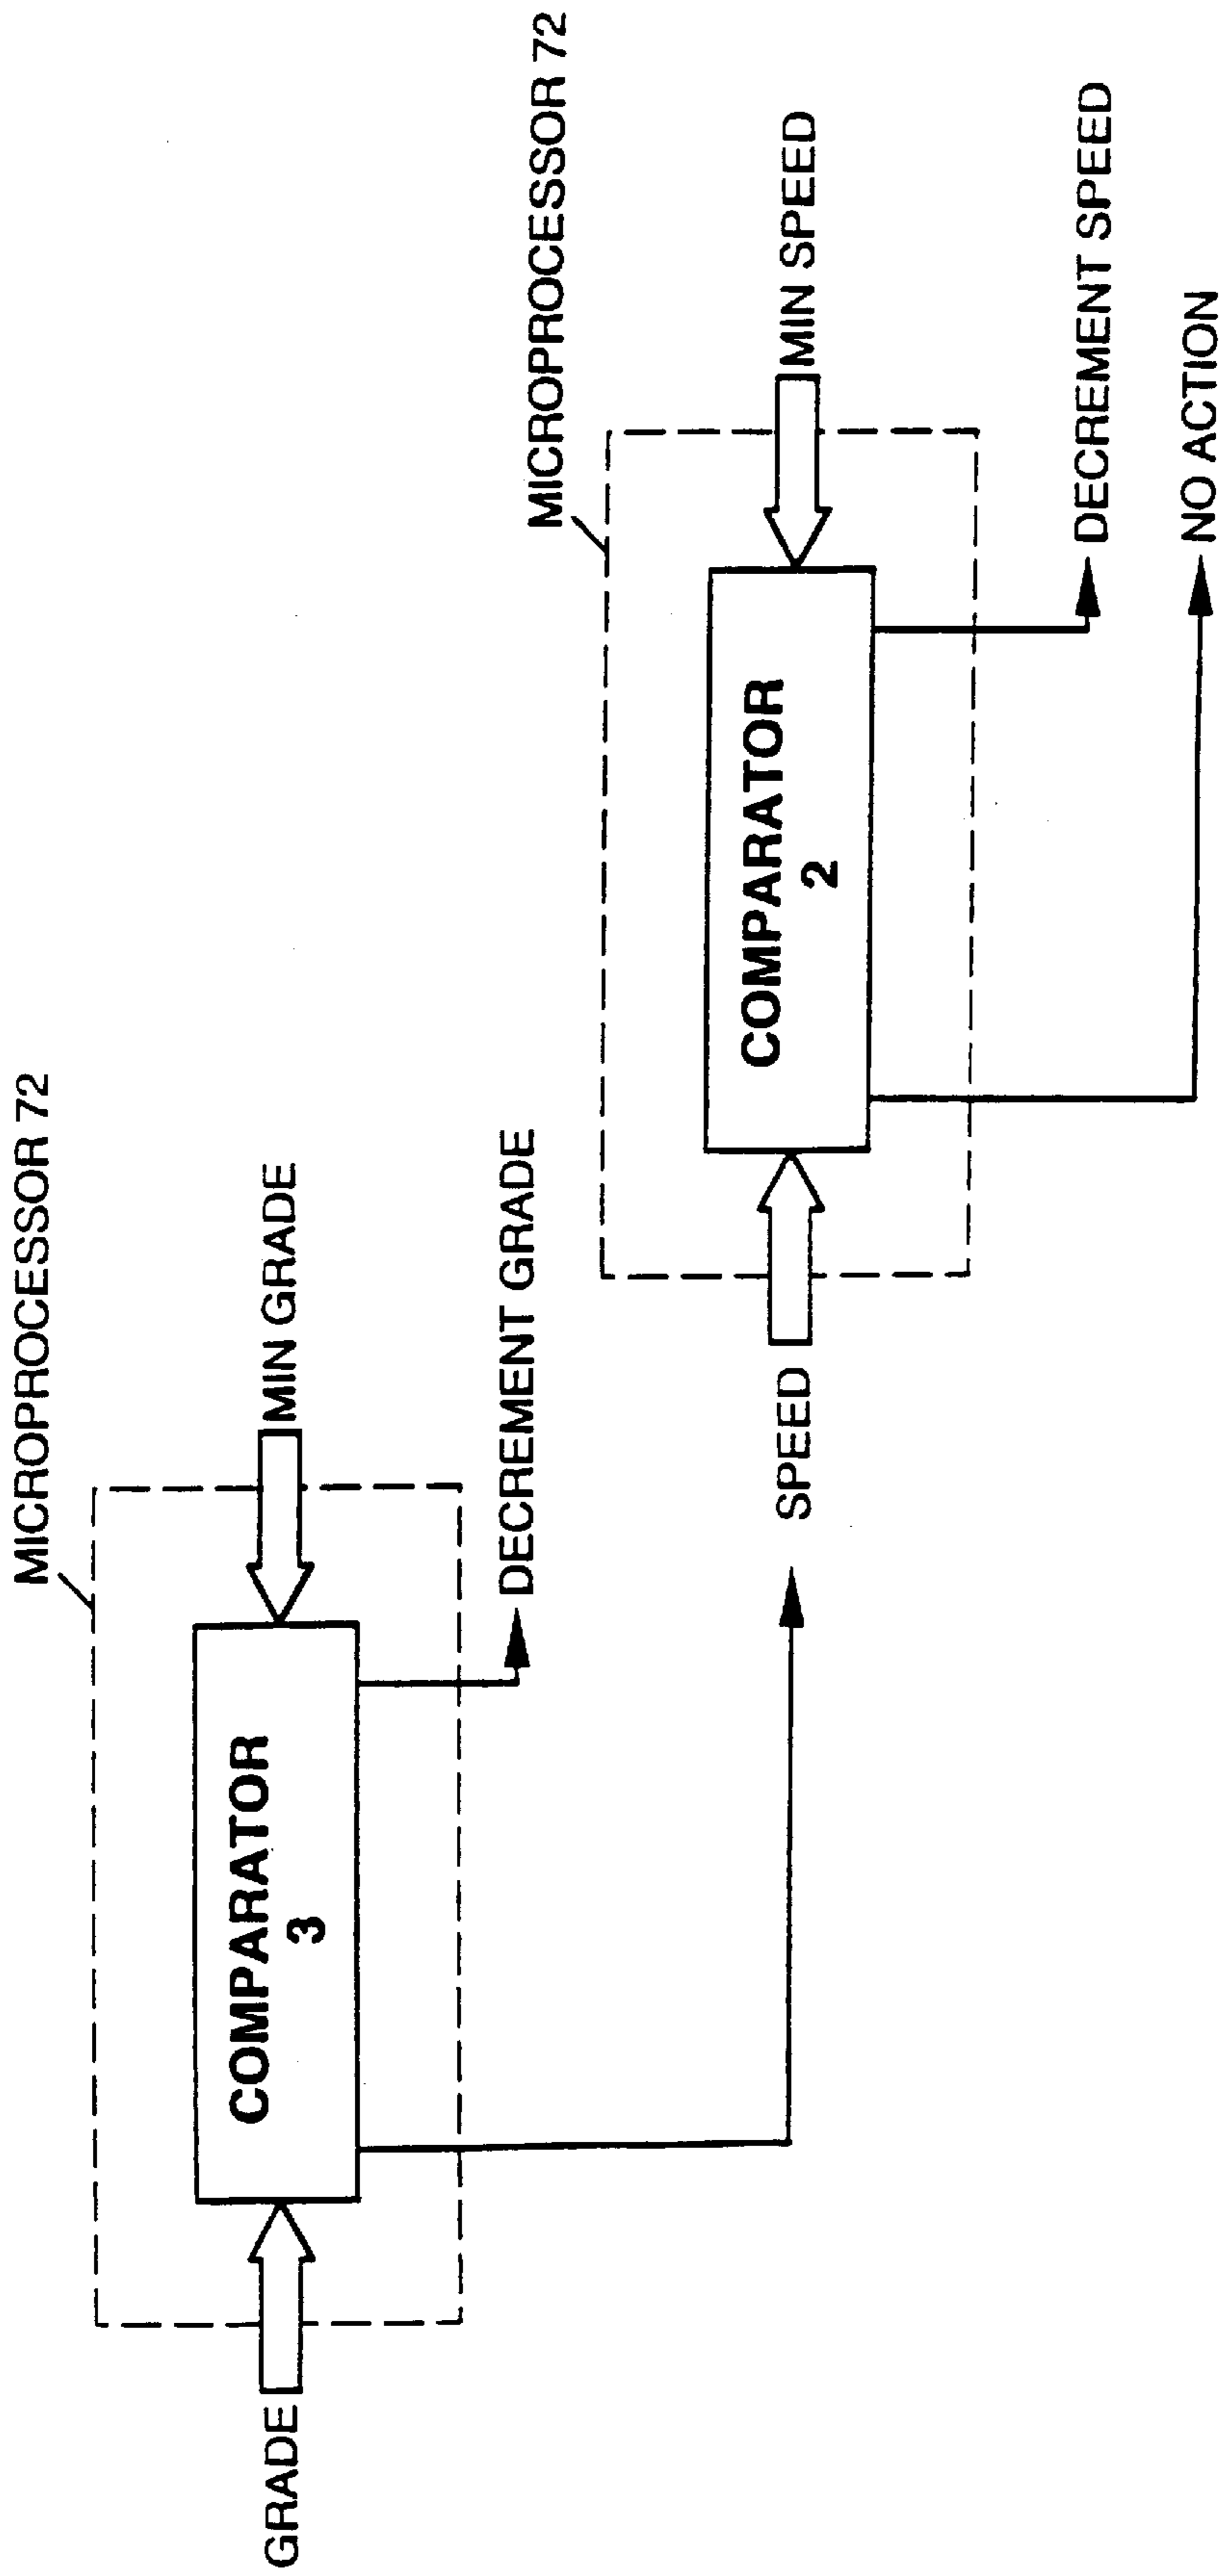 MICROPROCESSOR 72
GRADE
COMPARATOR
3
MIN GRADE
DECREMENT GRADE
MICROPROCESSOR 72
SPEED
COMPARATOR
2
MIN SPEED
DECREMENT SPEED
NO ACTION